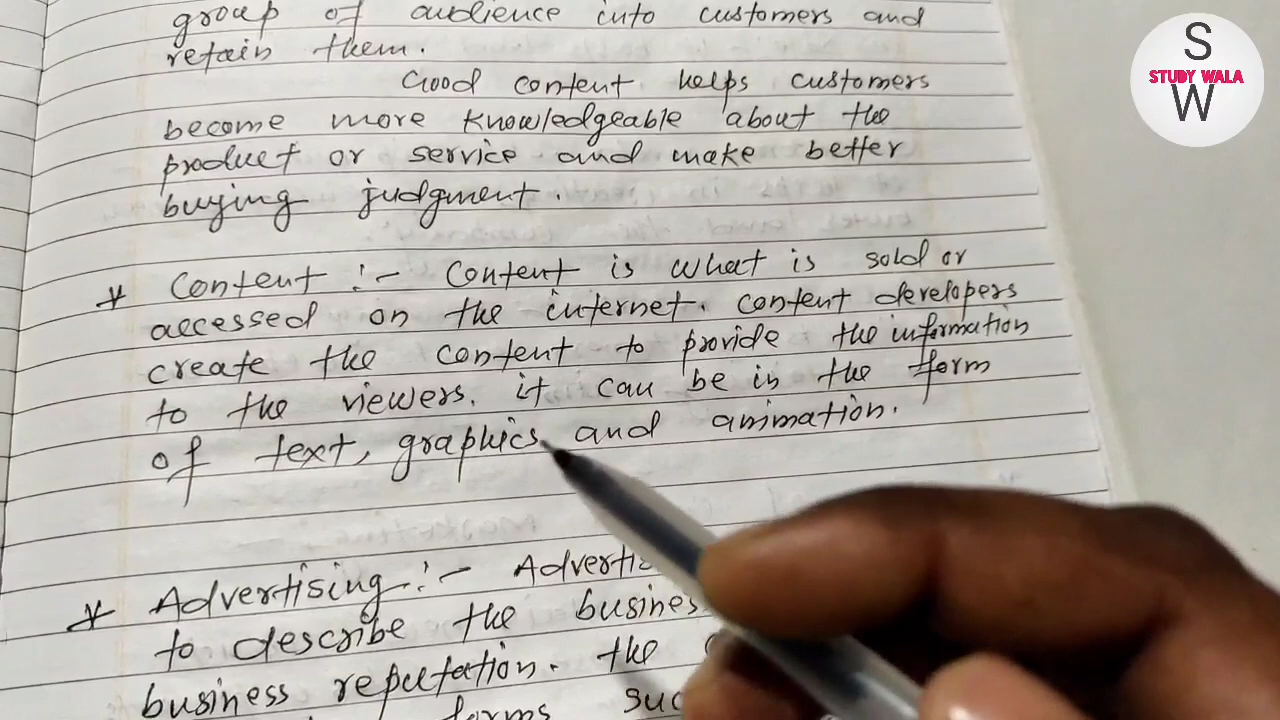 group of audience into customers and
retain them.
Good content helps customers
become more knowledgeable about the
product or service and make better
buying judgment.
* Content :- Content is what is sold or
accessed on the internet. content developers
create the content to provide the information
to the viewers. it can be in the form
of text, graphics and animation.
* Advertising :-
to describe the business
business reputation. the
forms
S
STUDY WALA
W